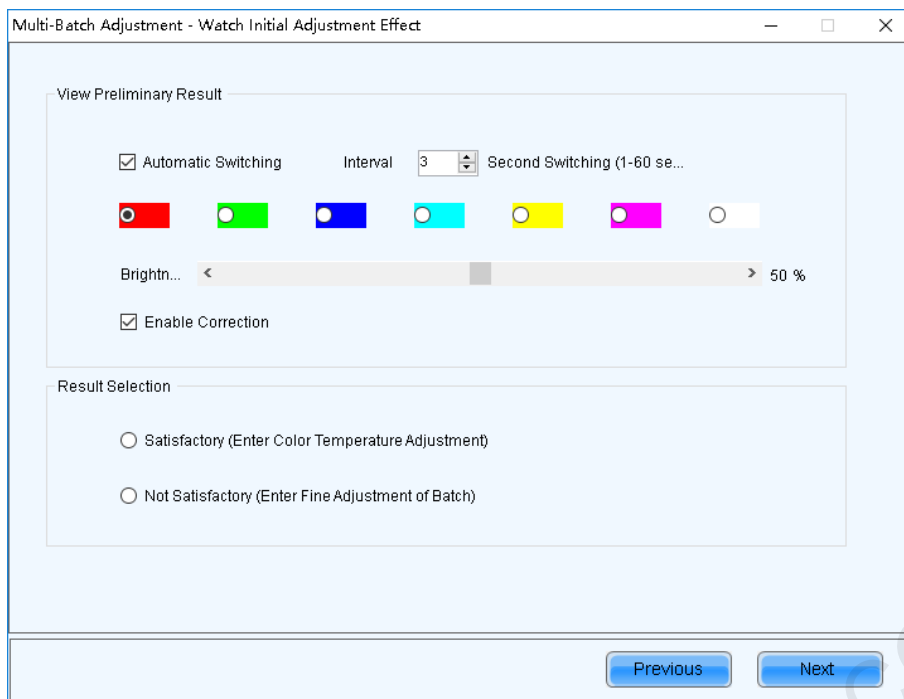 Multi-Batch Adjustment - Watch Initial Adjustment Effect
View Preliminary Result
Automatic Switching Interval 3 Second Switching (1-60 se...
Brightn... 50 %
Enable Correction
Result Selection
Satisfactory (Enter Color Temperature Adjustment)
Not Satisfactory (Enter Fine Adjustment of Batch)
Previous Next